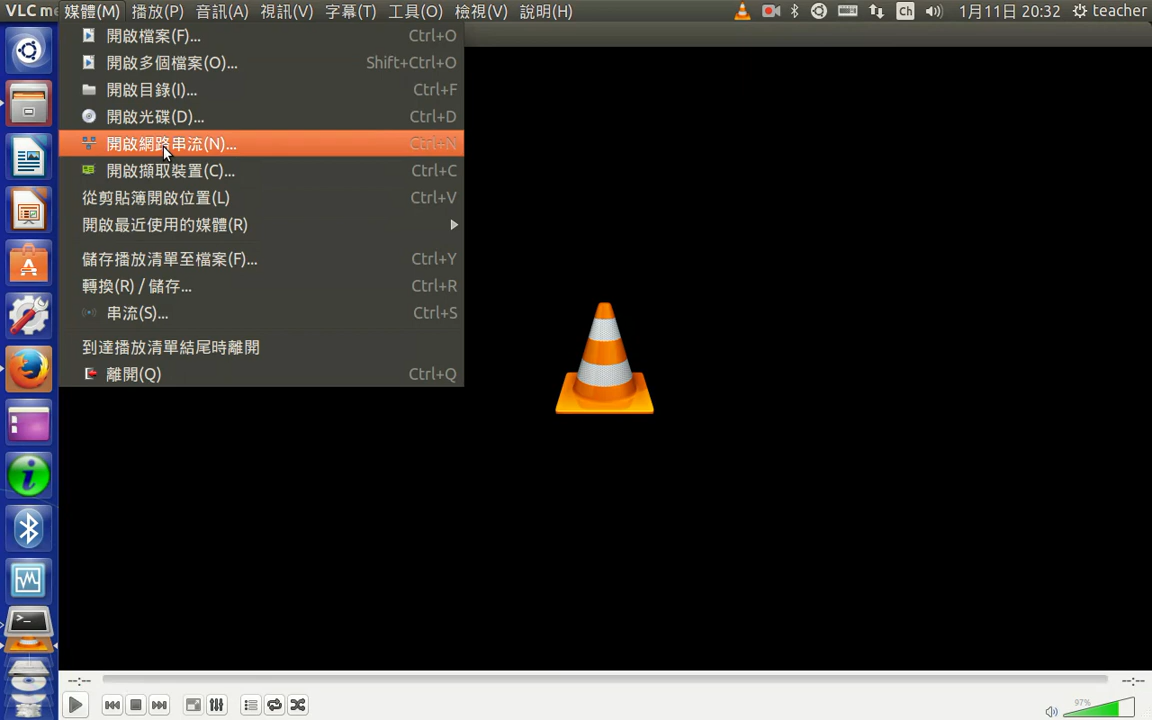 VLC me 媒體(M) 播放(P) 音訊(A) 視訊(V) 字幕(T) 工具(O) 檢視(V) 說明(H) Ch 1月11日 20:32 teacher
開啟檔案(F)... Ctrl+O
開啟多個檔案(O)... Shift+Ctrl+O
開啟目錄(I)... Ctrl+F
開啟光碟(D)... Ctrl+D
開啟網路串流(N)... Ctrl+N
開啟擷取裝置(C)... Ctrl+C
從剪貼簿開啟位置(L) Ctrl+V
開啟最近使用的媒體(R)
儲存播放清單至檔案(F)... Ctrl+Y
轉換(R) / 儲存... Ctrl+R
串流(S)... Ctrl+S
到達播放清單結尾時離開
離開(Q) Ctrl+Q
--:-- --:--
97%